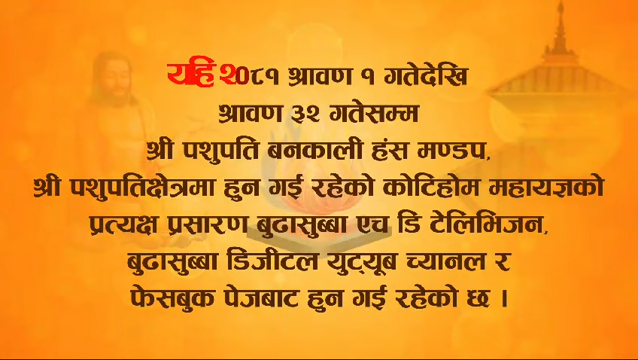 यहि २०८१ श्रावण १ गतेदेखि
श्रावण ३२ गतेसम्म
श्री पशुपति बनकाली हंस मण्डप,
श्री पशुपतिक्षेत्रमा हुन गई रहेको कोटिहोम महायज्ञको
प्रत्यक्ष प्रसारण बुढासुब्बा एच डि टेलिभिजन,
बुढासुब्बा डिजीटल युट्यूब च्यानल र
फेसबुक पेजबाट हुन गई रहेको छ ।